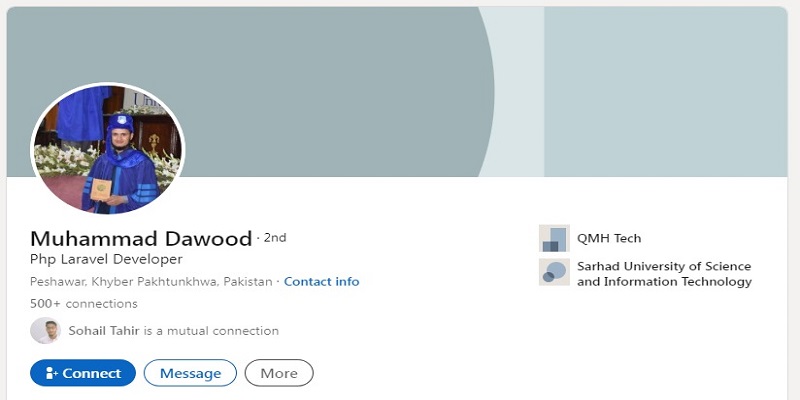 Muhammad Dawood · 2nd
Php Laravel Developer
Peshawar, Khyber Pakhtunkhwa, Pakistan · Contact info
500+ connections
Sohail Tahir is a mutual connection
Connect
Message
More
QMH Tech
Sarhad University of Science
and Information Technology